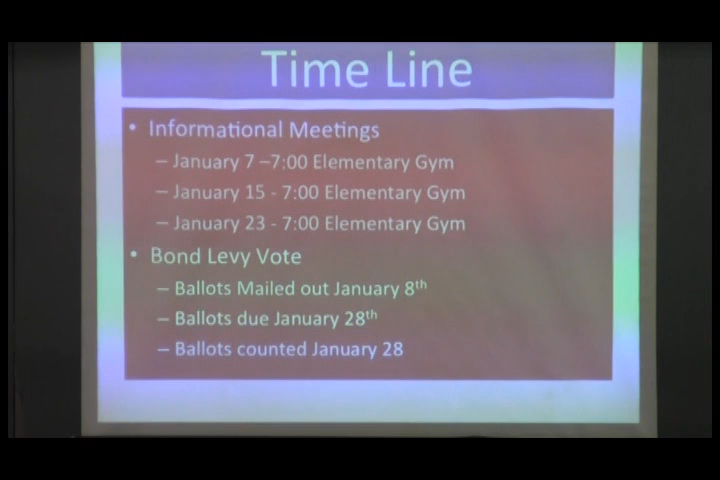 Time Line
• Informational Meetings
– January 7 –7:00 Elementary Gym
– January 15 - 7:00 Elementary Gym
– January 23 - 7:00 Elementary Gym
• Bond Levy Vote
– Ballots Mailed out January 8th
– Ballots due January 28th
– Ballots counted January 28